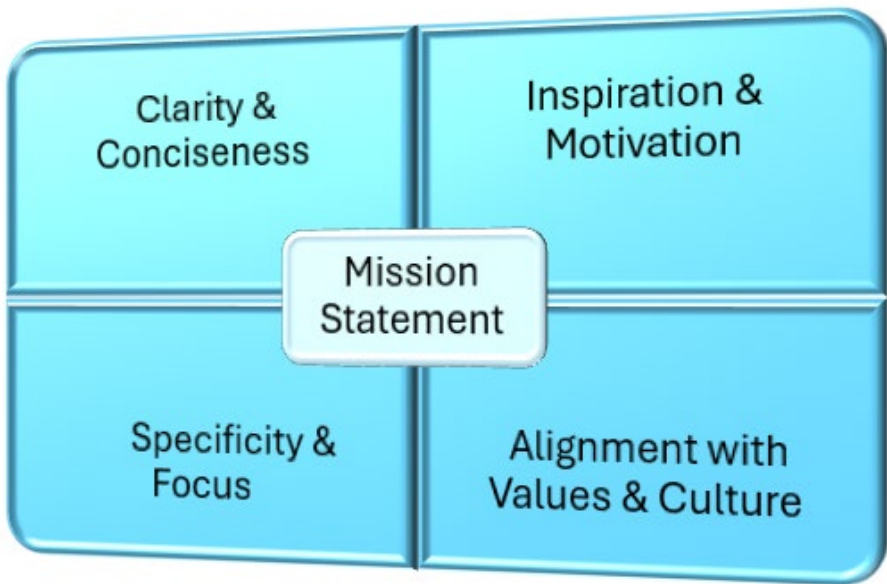 Clarity &
Conciseness
Inspiration &
Motivation
Mission
Statement
Specificity &
Focus
Alignment with
Values & Culture